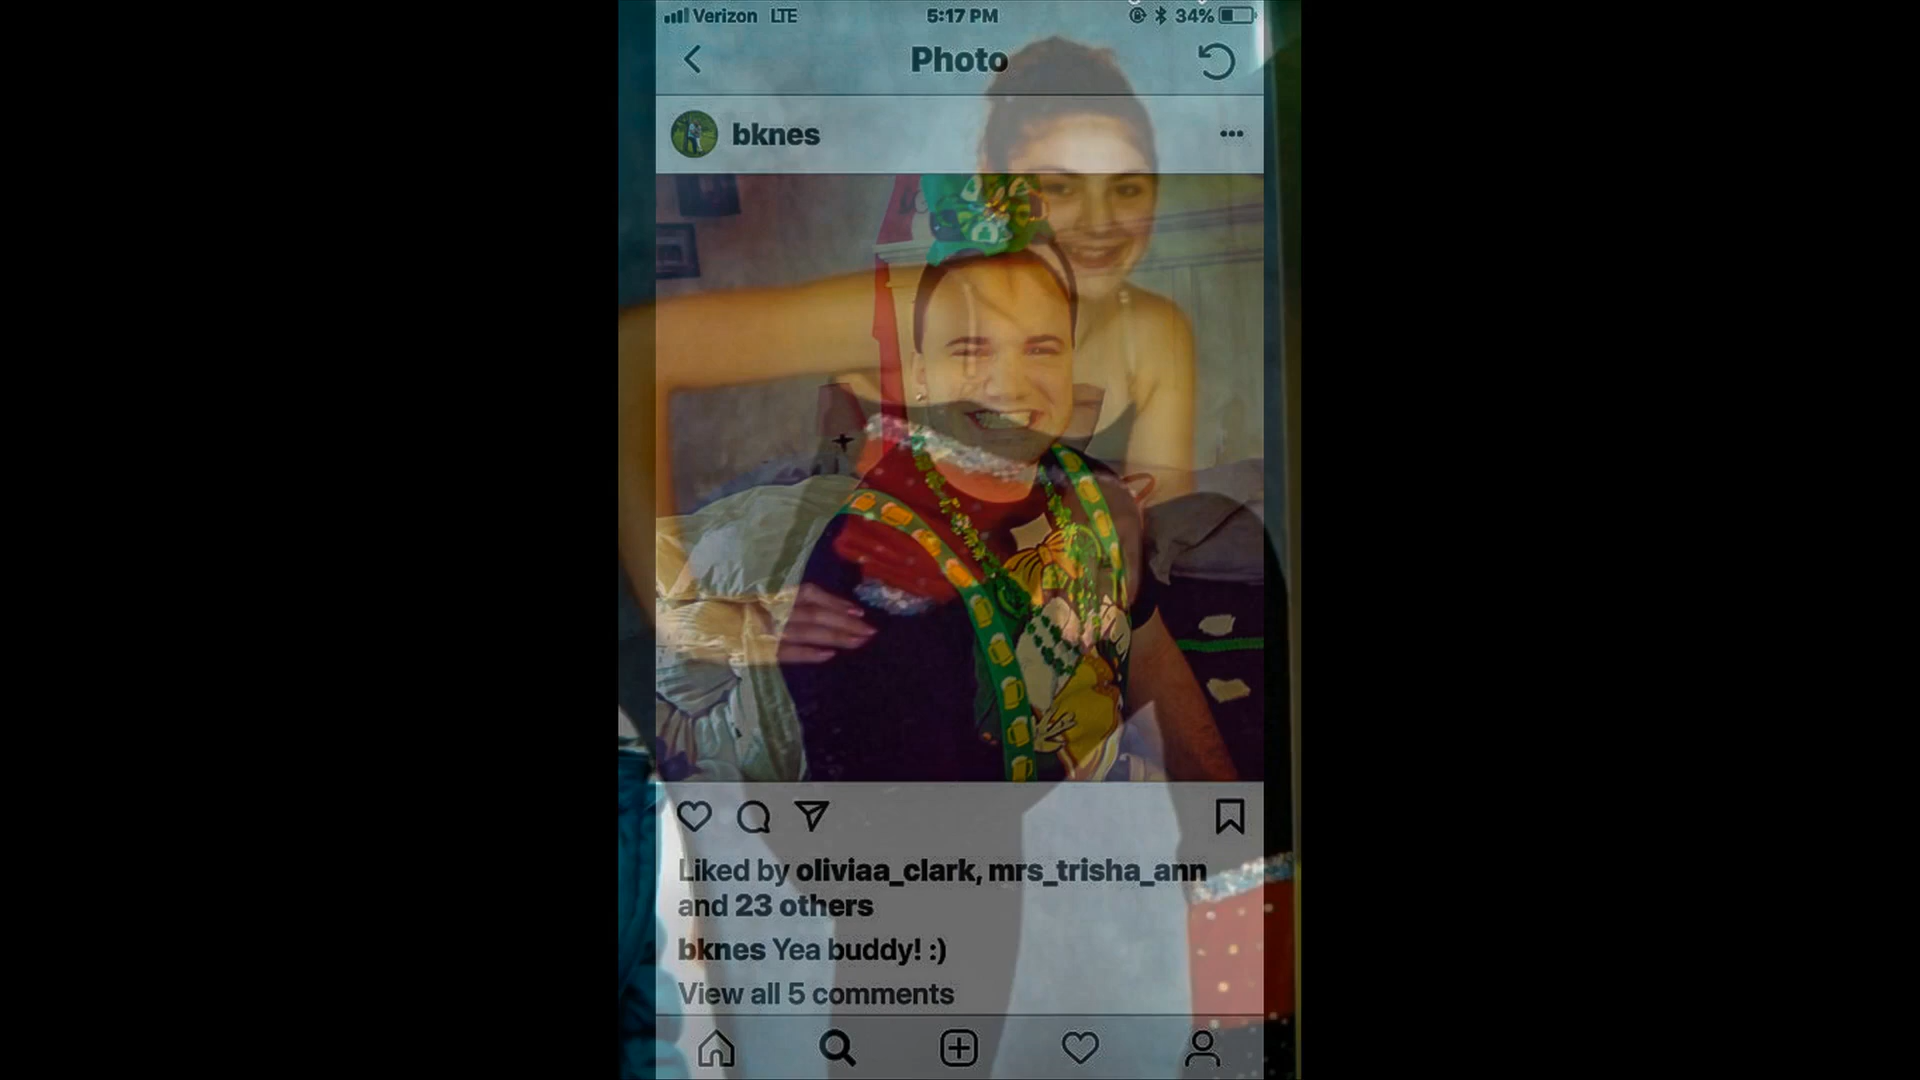 Verizon LTE 5:17 PM 34%
Photo
bknes
Liked by oliviaa_clark, mrs_trisha_ann
and 23 others
bknes Yea buddy! :)
View all 5 comments